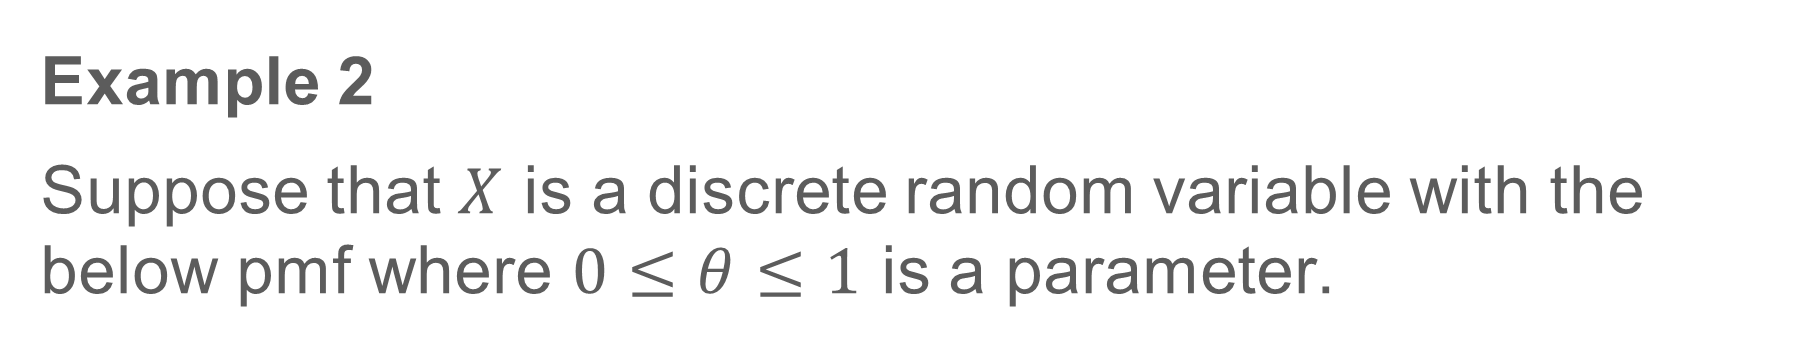 Example 2
Suppose that X is a discrete random variable with the
below pmf where 0 ≤ θ ≤ 1 is a parameter.